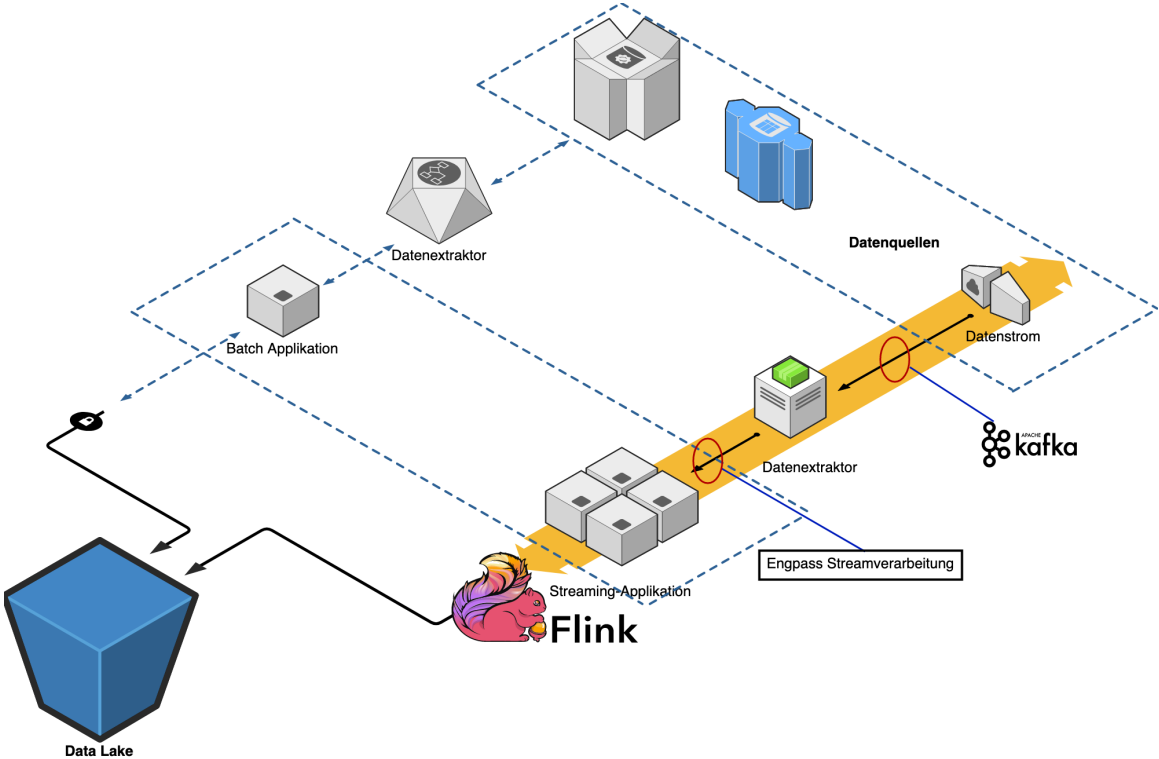 Datenquellen
Datenextraktor
Datenstrom
Batch Applikation
APACHE
kafka
Datenextraktor
Engpass Streamverarbeitung
Streaming-Applikation
Flink
Data Lake